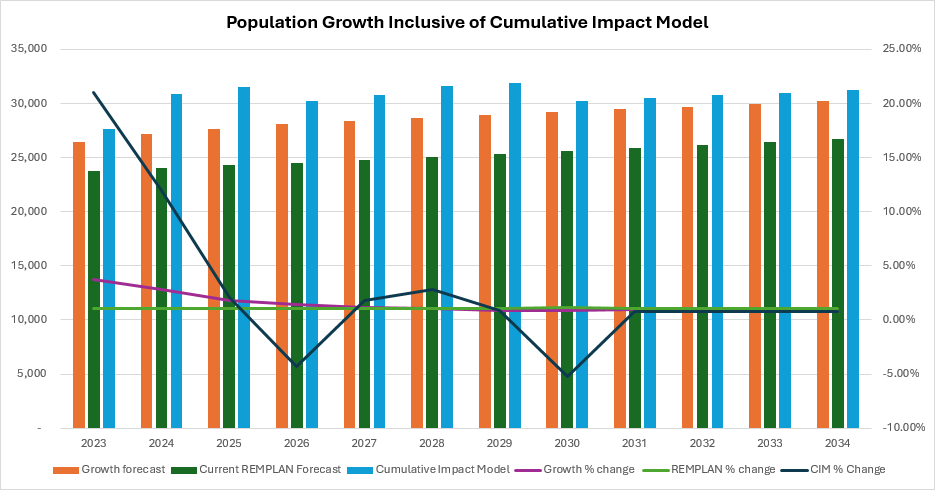 Population Growth Inclusive of Cumulative Impact Model
35,000 25.00%
30,000 20.00%
25,000 15.00%
20,000 10.00%
15,000 5.00%
10,000 0.00%
5,000 -5.00%
- -10.00%
2023 2024 2025 2026 2027 2028 2029 2030 2031 2032 2033 2034
Growth forecast Current REMPLAN Forecast Cumulative Impact Model Growth % change REMPLAN % change CIM % Change